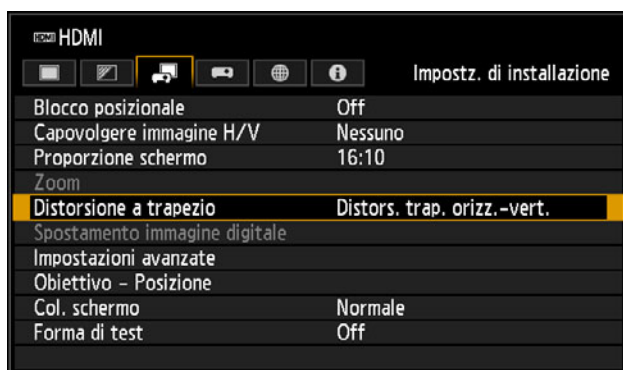 HDMI HDMI
Impostz. di installazione
Blocco posizionale Off
Capovolgere immagine H/V Nessuno
Proporzione schermo 16:10
Zoom
Distorsione a trapezio Distors. trap. orizz.-vert.
Spostamento immagine digitale
Impostazioni avanzate
Obiettivo - Posizione
Col. schermo Normale
Forma di test Off